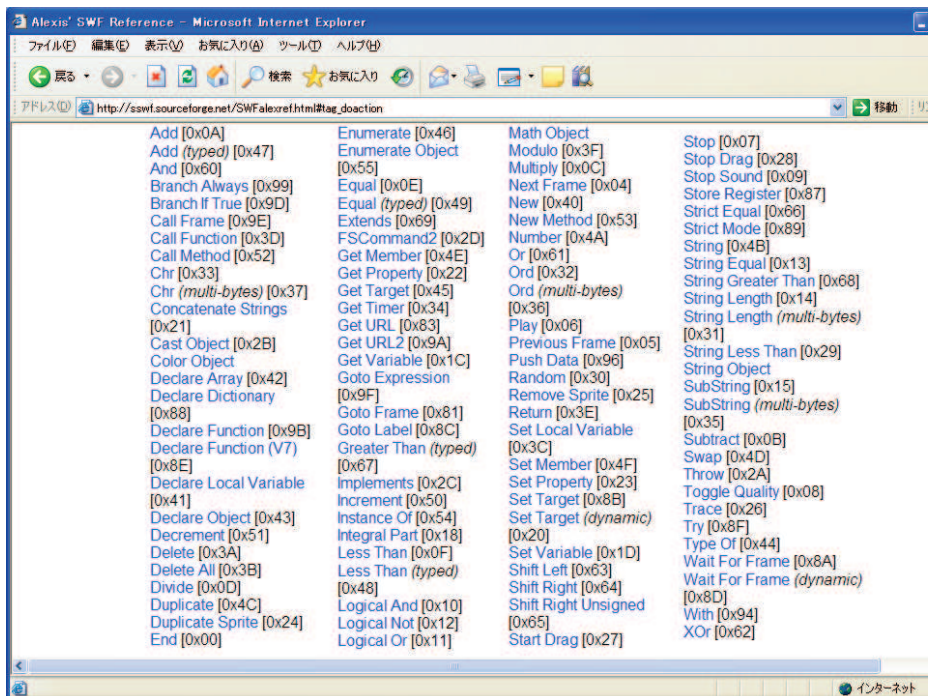 Alexis' SWF Reference - Microsoft Internet Explorer
ファイル(F) 編集(E) 表示(V) お気に入り(A) ツール(T) ヘルプ(H)
戻る 検索 お気に入り
アドレス(D) http://sswf.sourceforge.net/SWFalexref.html#tag_doaction 移動
Add [0x0A]
Add (typed) [0x47]
And [0x60]
Branch Always [0x99]
Branch If True [0x9D]
Call Frame [0x9E]
Call Function [0x3D]
Call Method [0x52]
Chr [0x33]
Chr (multi-bytes) [0x37]
Concatenate Strings
[0x21]
Cast Object [0x2B]
Color Object
Declare Array [0x42]
Declare Dictionary
[0x88]
Declare Function [0x9B]
Declare Function (V7)
[0x8E]
Declare Local Variable
[0x41]
Declare Object [0x43]
Decrement [0x51]
Delete [0x3A]
Delete All [0x3B]
Divide [0x0D]
Duplicate [0x4C]
Duplicate Sprite [0x24]
End [0x00]
Enumerate [0x46]
Enumerate Object
[0x55]
Equal [0x0E]
Equal (typed) [0x49]
Extends [0x69]
FSCommand2 [0x2D]
Get Member [0x4E]
Get Property [0x22]
Get Target [0x45]
Get Timer [0x34]
Get URL [0x83]
Get URL2 [0x9A]
Get Variable [0x1C]
Goto Expression
[0x9F]
Goto Frame [0x81]
Goto Label [0x8C]
Greater Than (typed)
[0x67]
Implements [0x2C]
Increment [0x50]
Instance Of [0x54]
Integral Part [0x18]
Less Than [0x0F]
Less Than (typed)
[0x48]
Logical And [0x10]
Logical Not [0x12]
Logical Or [0x11]
Math Object
Modulo [0x3F]
Multiply [0x0C]
Next Frame [0x04]
New [0x40]
New Method [0x53]
Number [0x4A]
Or [0x61]
Ord [0x32]
Ord (multi-bytes)
[0x36]
Play [0x06]
Previous Frame [0x05]
Push Data [0x96]
Random [0x30]
Remove Sprite [0x25]
Return [0x3E]
Set Local Variable
[0x3C]
Set Member [0x4F]
Set Property [0x23]
Set Target [0x8B]
Set Target (dynamic)
[0x20]
Set Variable [0x1D]
Shift Left [0x63]
Shift Right [0x64]
Shift Right Unsigned
[0x65]
Start Drag [0x27]
Stop [0x07]
Stop Drag [0x28]
Stop Sound [0x09]
Store Register [0x87]
Strict Equal [0x66]
Strict Mode [0x89]
String [0x4B]
String Equal [0x13]
String Greater Than [0x68]
String Length [0x14]
String Length (multi-bytes)
[0x31]
String Less Than [0x29]
String Object
SubString [0x15]
SubString (multi-bytes)
[0x35]
Subtract [0x0B]
Swap [0x4D]
Throw [0x2A]
Toggle Quality [0x08]
Trace [0x26]
Try [0x8F]
Type Of [0x44]
Wait For Frame [0x8A]
Wait For Frame (dynamic)
[0x8D]
With [0x94]
XOr [0x62]
インターネット